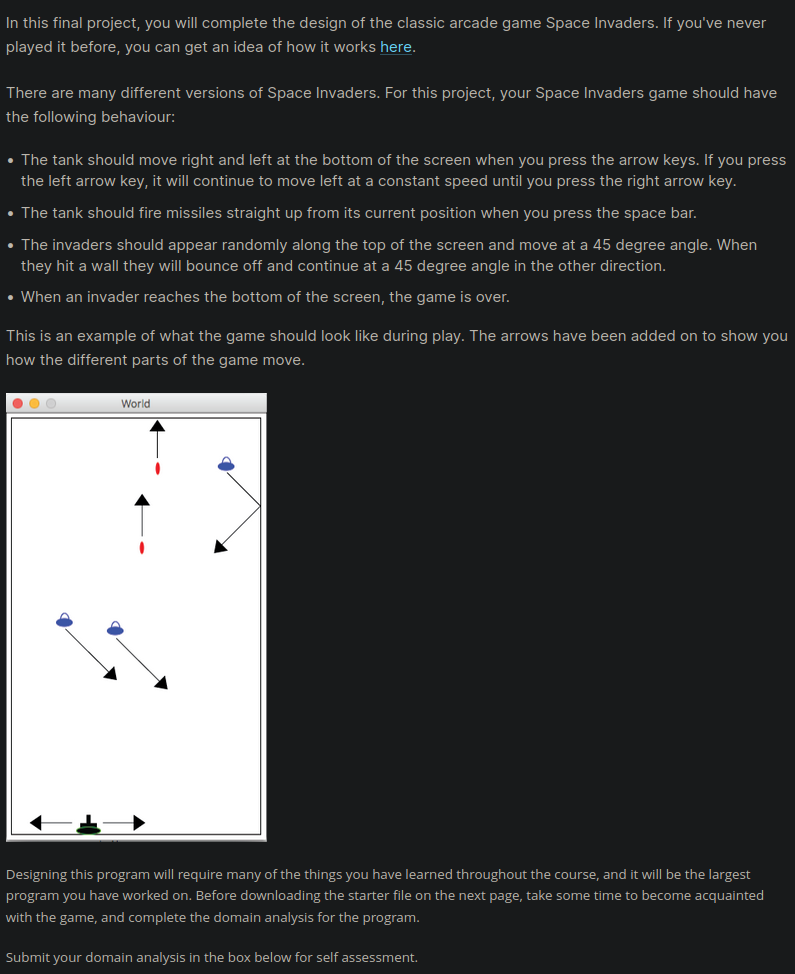 In this final project, you will complete the design of the classic arcade game Space Invaders. If you've never
played it before, you can get an idea of how it works here.
There are many different versions of Space Invaders. For this project, your Space Invaders game should have
the following behaviour:
• The tank should move right and left at the bottom of the screen when you press the arrow keys. If you press
the left arrow key, it will continue to move left at a constant speed until you press the right arrow key.
• The tank should fire missiles straight up from its current position when you press the space bar.
• The invaders should appear randomly along the top of the screen and move at a 45 degree angle. When
they hit a wall they will bounce off and continue at a 45 degree angle in the other direction.
• When an invader reaches the bottom of the screen, the game is over.
This is an example of what the game should look like during play. The arrows have been added on to show you
how the different parts of the game move.
World
Designing this program will require many of the things you have learned throughout the course, and it will be the largest
program you have worked on. Before downloading the starter file on the next page, take some time to become acquainted
with the game, and complete the domain analysis for the program.
Submit your domain analysis in the box below for self assessment.